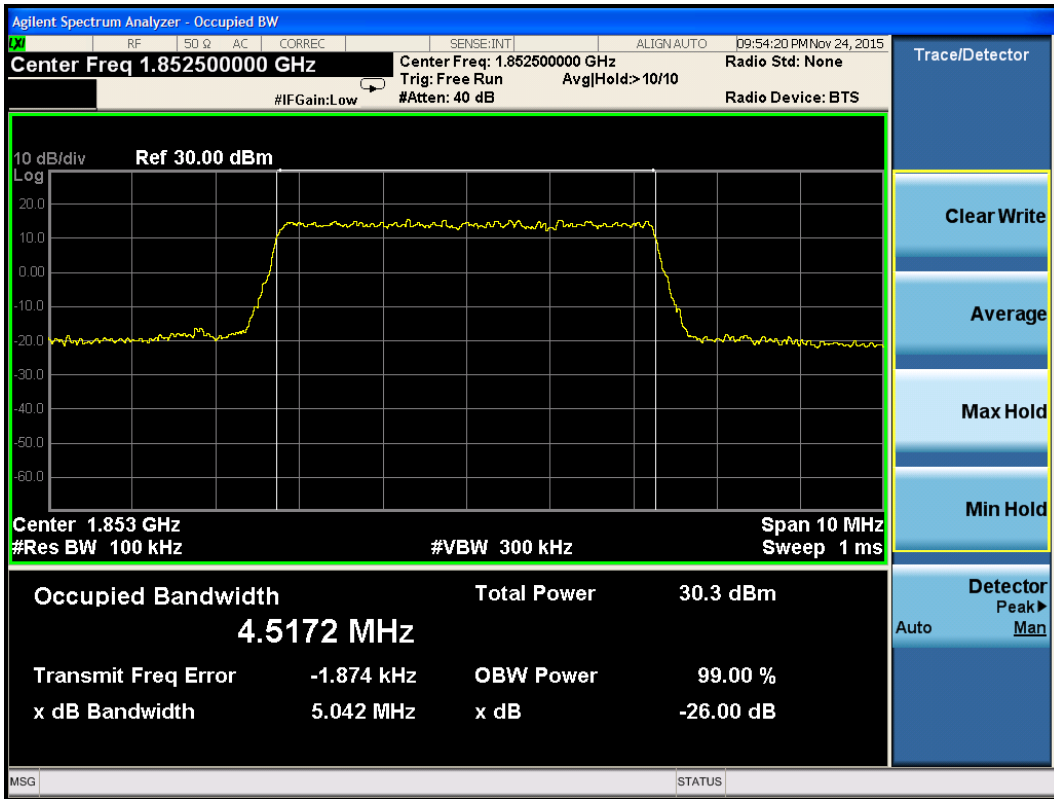 Agilent Spectrum Analyzer - Occupied BW
LXI RF 50 Ω AC CORREC SENSE:INT ALIGN AUTO 09:54:20 PM Nov 24, 2015
Center Freq 1.852500000 GHz
Center Freq: 1.852500000 GHz
Radio Std: None
Trig: Free Run Avg|Hold:> 10/10
#IFGain:Low
#Atten: 40 dB
Radio Device: BTS
10 dB/div Ref 30.00 dBm
Log
20.0
10.0
0.00
-10.0
-20.0
-30.0
-40.0
-50.0
-60.0
Center 1.853 GHz Span 10 MHz
#Res BW 100 kHz #VBW 300 kHz Sweep 1 ms
Occupied Bandwidth Total Power 30.3 dBm
4.5172 MHz
Transmit Freq Error -1.874 kHz OBW Power 99.00 %
x dB Bandwidth 5.042 MHz x dB -26.00 dB
Trace/Detector
Clear Write
Average
Max Hold
Min Hold
Detector
Peak▶
Auto Man
MSG STATUS